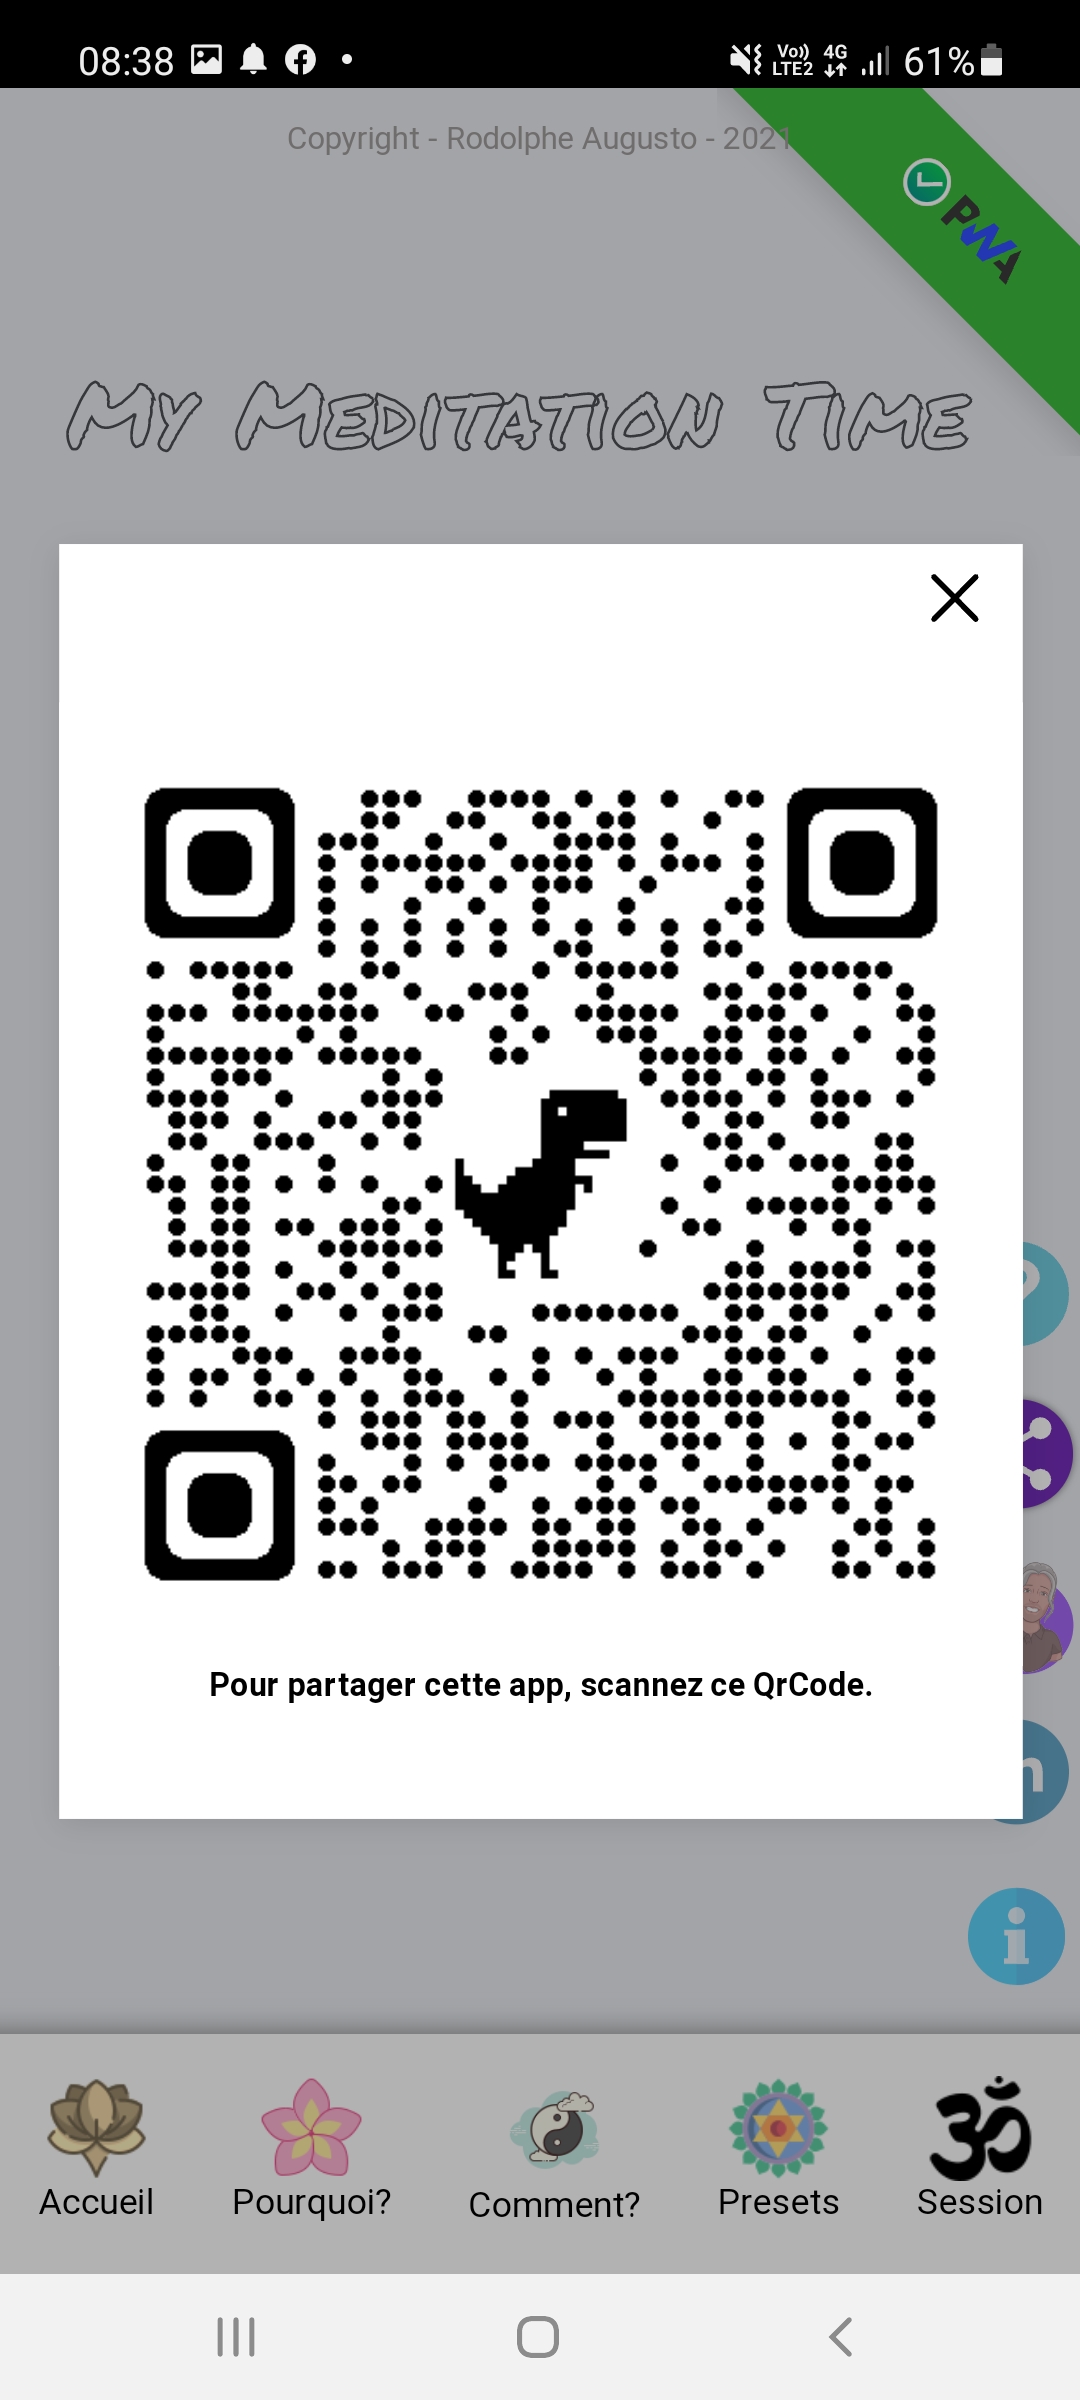 08:38
Vo)) LTE2 4G 61%
Copyright - Rodolphe Augusto - 2021
PWA
My Meditation Time
Pour partager cette app, scannez ce QrCode.
Accueil Pourquoi? Comment? Presets Session
ॐ